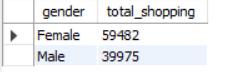 gender total_shopping
Female 59482
Male 39975